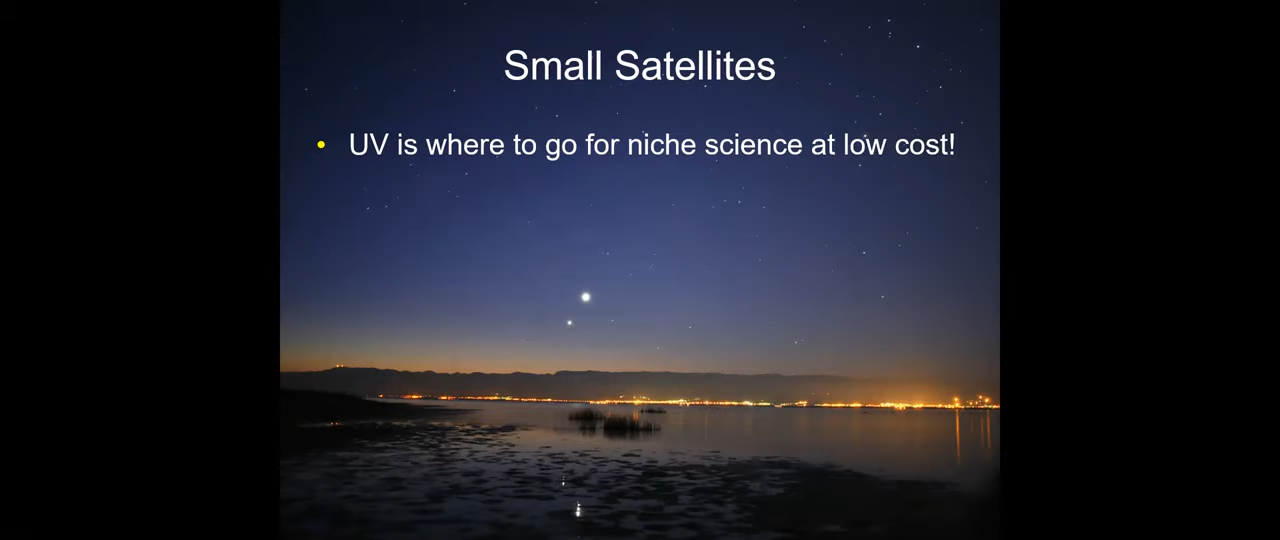 Small Satellites
• UV is where to go for niche science at low cost!